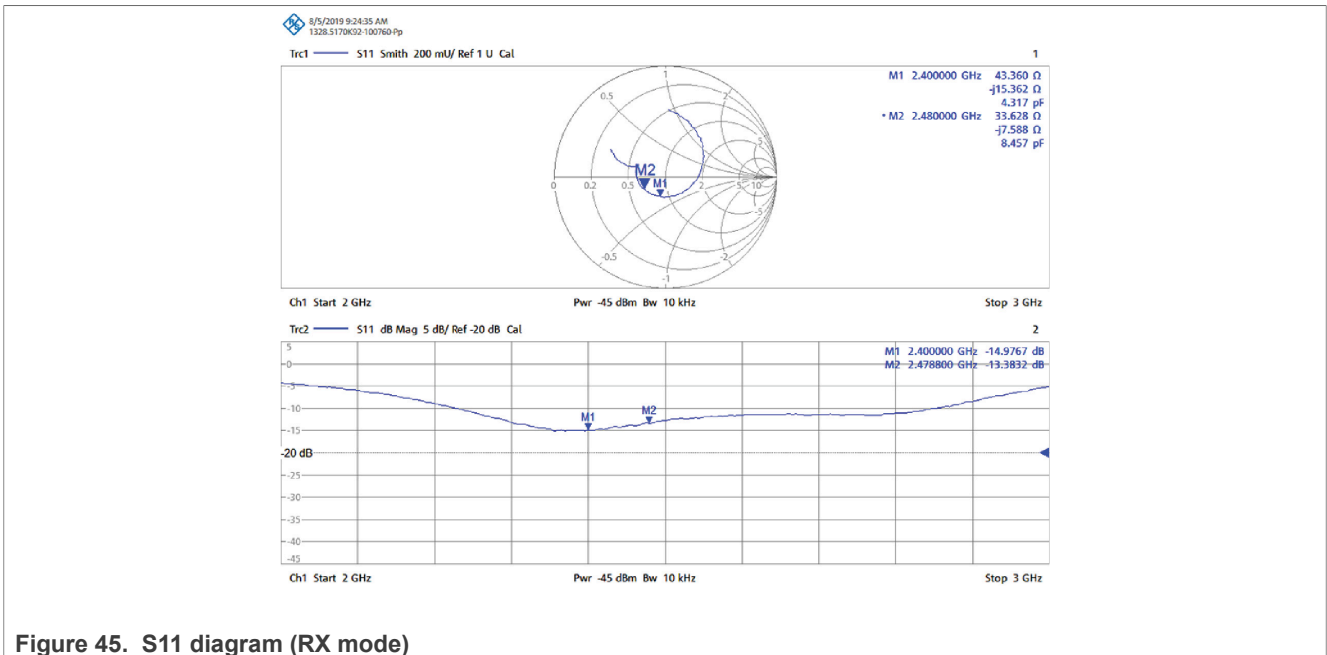 8/5/2019 9:24:35 AM
1328.5170K92-100760-Pp
Trc1 S11 Smith 200 mU/ Ref 1 U Cal 1
M1 2.400000 GHz 43.360 Ω
-j15.362 Ω
4.317 pF
• M2 2.480000 GHz 33.628 Ω
-j7.588 Ω
8.457 pF
1
0.5 2
5
M2
M1
0 0.2 0.5 2 5 10
-5
-0.5 -2
-1
Ch1 Start 2 GHz Pwr -45 dBm Bw 10 kHz Stop 3 GHz
Trc2 S11 dB Mag 5 dB/ Ref -20 dB Cal 2
M1 2.400000 GHz -14.9767 dB
M2 2.478800 GHz -13.3832 dB
5
0
-5
-10
M1 M2
-15
-20 dB
-25
-30
-35
-40
-45
Ch1 Start 2 GHz Pwr -45 dBm Bw 10 kHz Stop 3 GHz
Figure 45. S11 diagram (RX mode)